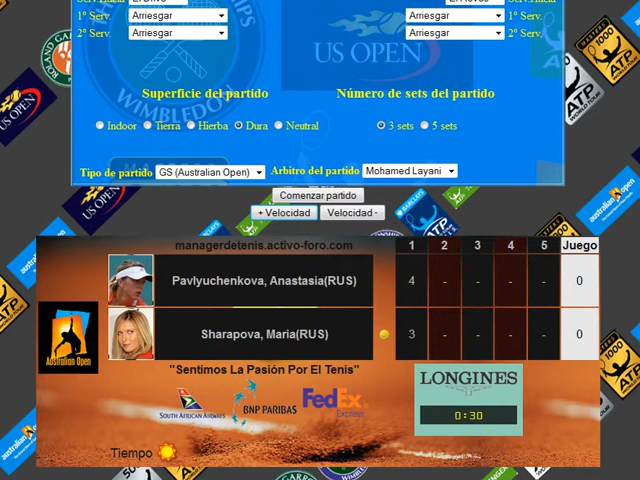 1º Serv.
Arriesgar
Arriesgar
1º Serv.
2º Serv.
Arriesgar
Arriesgar
2º Serv.
US OPEN
WIMBLEDON
Superficie del partido
Número de sets del partido
Indoor
Tierra
Hierba
Dura
Neutral
3 sets
5 sets
Tipo de partido
GS (Australian Open)
Arbitro del partido
Mohamed Layani
Comenzar partido
+ Velocidad
Velocidad -
managerdetenis.activo-foro.com
1 2 3 4 5 Juego
Pavlyuchenkova, Anastasia(RUS)
4 - - - - 0
Sharapova, Maria(RUS)
3 - - - - 0
Australian Open
"Sentimos La Pasión Por El Tenis"
SOUTH AFRICAN AIRWAYS
BNP PARIBAS
FedEx
Express
LONGINES
0:30
Tiempo